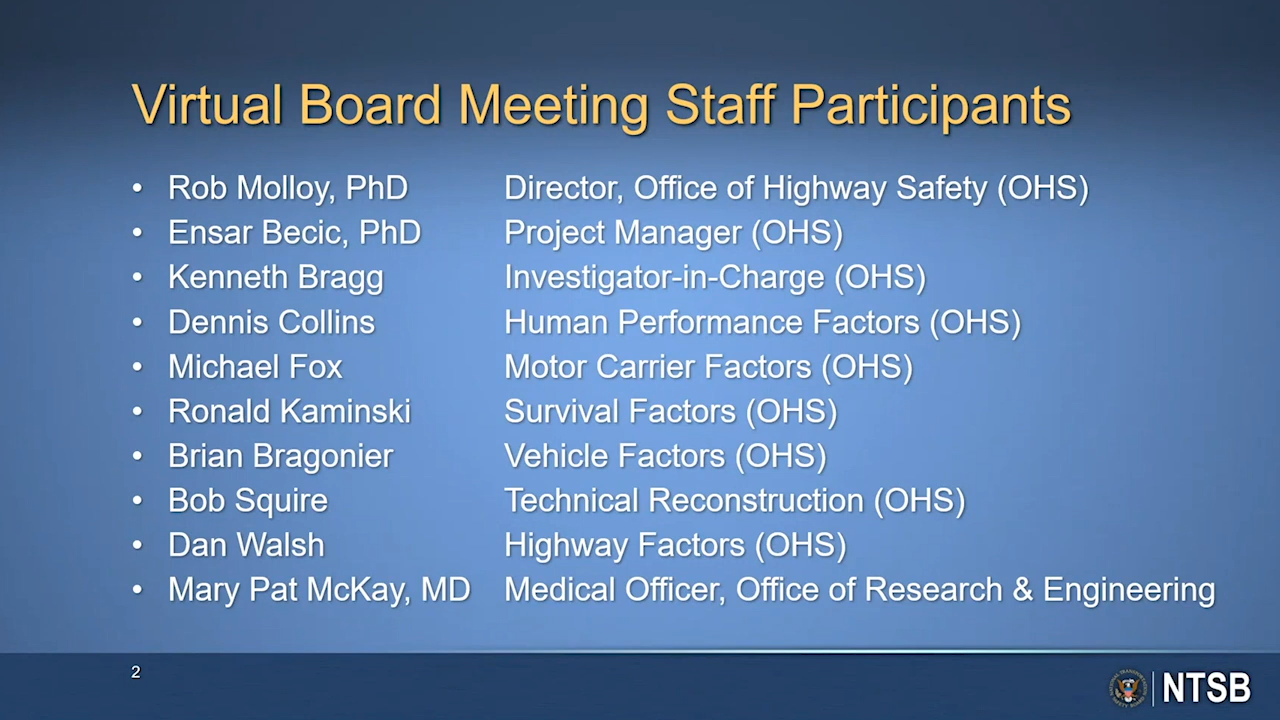 Virtual Board Meeting Staff Participants
• Rob Molloy, PhD Director, Office of Highway Safety (OHS)
• Ensar Becic, PhD Project Manager (OHS)
• Kenneth Bragg Investigator-in-Charge (OHS)
• Dennis Collins Human Performance Factors (OHS)
• Michael Fox Motor Carrier Factors (OHS)
• Ronald Kaminski Survival Factors (OHS)
• Brian Bragonier Vehicle Factors (OHS)
• Bob Squire Technical Reconstruction (OHS)
• Dan Walsh Highway Factors (OHS)
• Mary Pat McKay, MD Medical Officer, Office of Research & Engineering
2
NTSB